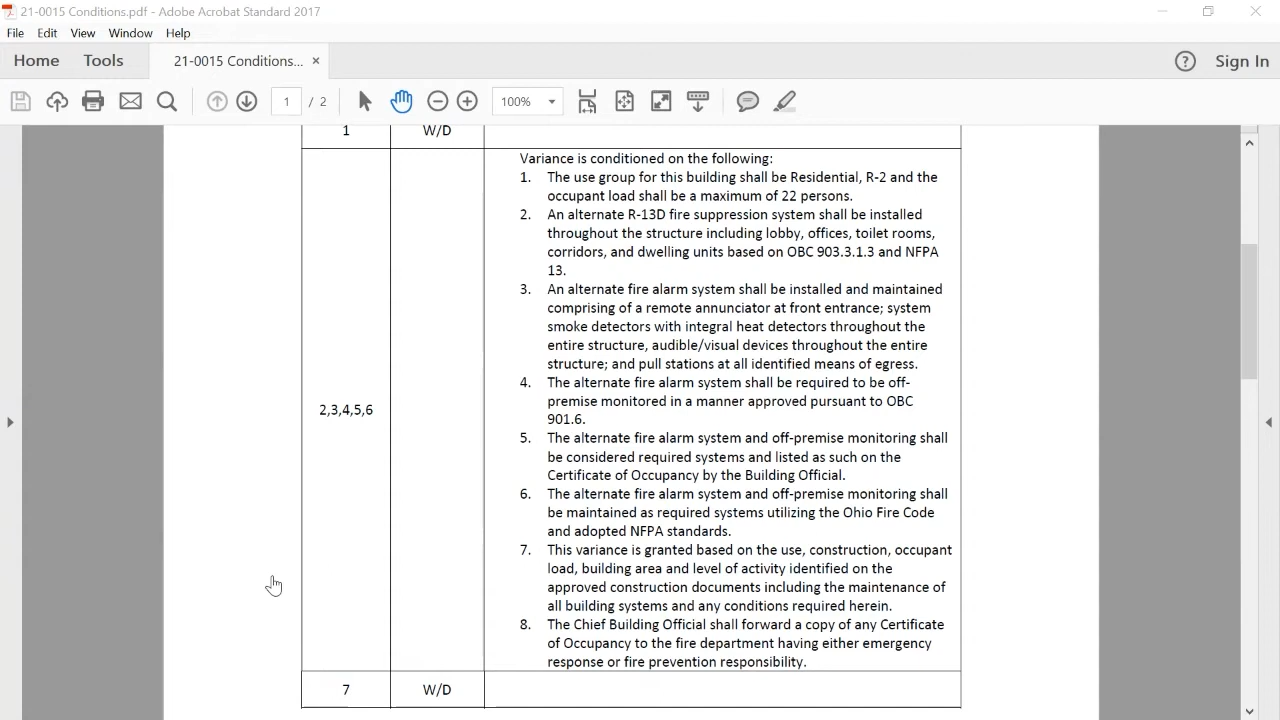 21-0015 Conditions.pdf - Adobe Acrobat Standard 2017
File Edit View Window Help
Home Tools 21-0015 Conditions... × Sign In
1 / 2 100%
1 W/D
Variance is conditioned on the following:
1. The use group for this building shall be Residential, R-2 and the
occupant load shall be a maximum of 22 persons.
2. An alternate R-13D fire suppression system shall be installed
throughout the structure including lobby, offices, toilet rooms,
corridors, and dwelling units based on OBC 903.3.1.3 and NFPA
13.
3. An alternate fire alarm system shall be installed and maintained
comprising of a remote annunciator at front entrance; system
smoke detectors with integral heat detectors throughout the
entire structure, audible/visual devices throughout the entire
structure; and pull stations at all identified means of egress.
4. The alternate fire alarm system shall be required to be off-
premise monitored in a manner approved pursuant to OBC
2,3,4,5,6
901.6.
5. The alternate fire alarm system and off-premise monitoring shall
be considered required systems and listed as such on the
Certificate of Occupancy by the Building Official.
6. The alternate fire alarm system and off-premise monitoring shall
be maintained as required systems utilizing the Ohio Fire Code
and adopted NFPA standards.
7. This variance is granted based on the use, construction, occupant
load, building area and level of activity identified on the
approved construction documents including the maintenance of
all building systems and any conditions required herein.
8. The Chief Building Official shall forward a copy of any Certificate
of Occupancy to the fire department having either emergency
response or fire prevention responsibility.
7 W/D